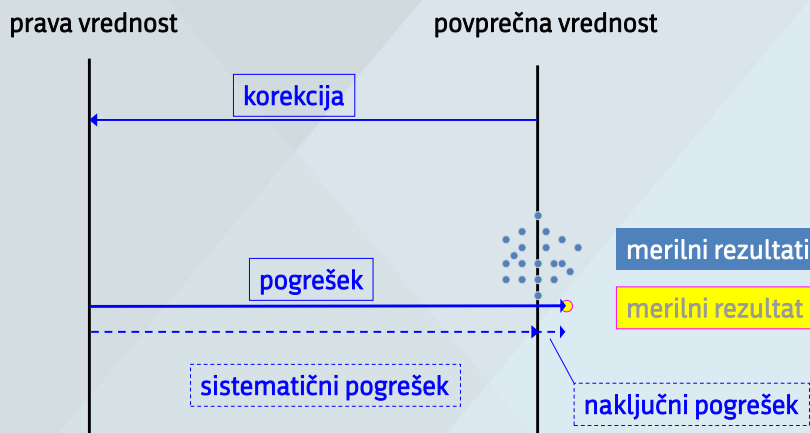 prava vrednost
povprečna vrednost
korekcija
merilni rezultati
pogrešek
merilni rezultat
sistematični pogrešek
naključni pogrešek